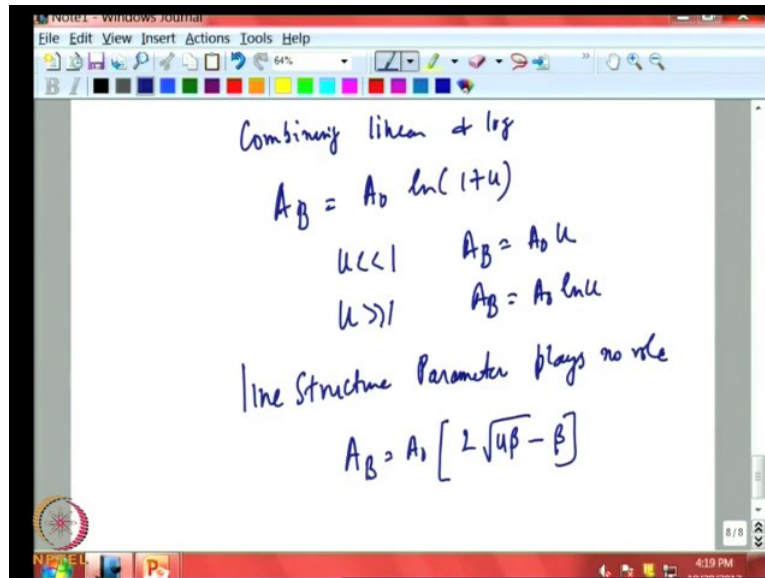 Note1 - Windows Journal
File Edit View Insert Actions Tools Help
64%
B I
Combining linear & log
A_B = A_0 ln(1+u)
u<<1 A_B = A_0 u
u>>1 A_B = A_0 ln u
line Structure Parameter plays no role
A_B = A_0 [2√uβ - β]
8/8
NPTEL
4:19 PM